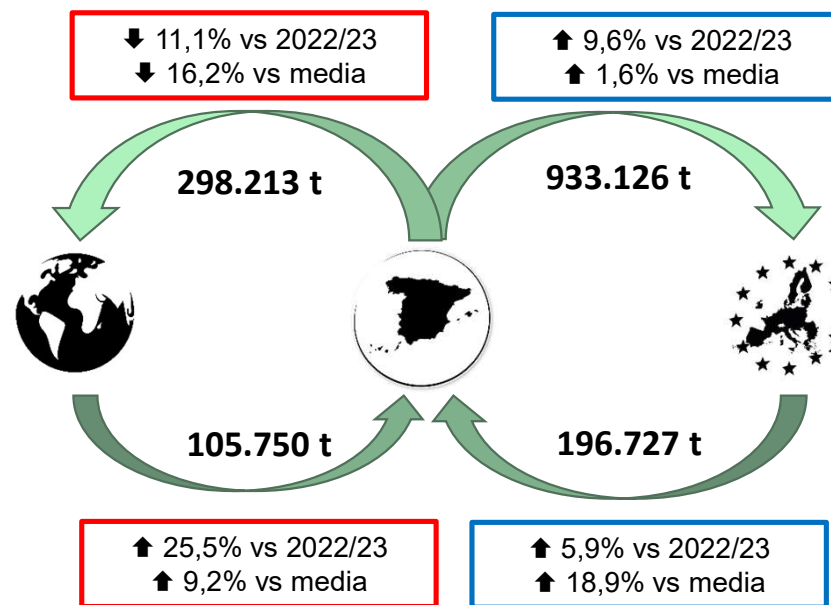 🡇 11,1% vs 2022/23
🡇 16,2% vs media
🡅 9,6% vs 2022/23
🡅 1,6% vs media
298.213 t
933.126 t
105.750 t
196.727 t
🡅 25,5% vs 2022/23
🡅 9,2% vs media
🡅 5,9% vs 2022/23
🡅 18,9% vs media